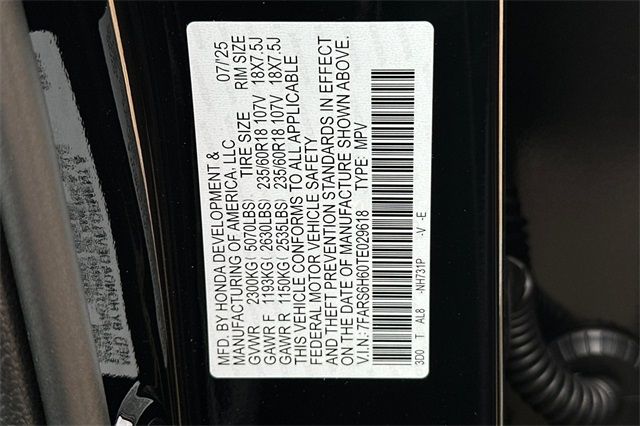 MFD. BY HONDA DEVELOPMENT & 07/'25
MANUFACTURING OF AMERICA, LLC
TIRE SIZE RIM SIZE
GVWR 2300KG( 5070LBS)
GAWR F 1193KG ( 2630LBS) 235/60R18 107V 18X7.5J
GAWR R 1150KG( 2535LBS) 235/60R18 107V 18X7.5J
THIS VEHICLE CONFORMS TO ALL APPLICABLE
FEDERAL MOTOR VEHICLE SAFETY
AND THEFT PREVENTION STANDARDS IN EFFECT
ON THE DATE OF MANUFACTURE SHOWN ABOVE.
V.I.N.: 7FARS6H60TE029618 TYPE: MPV
3D0 T AL8 -NH731P -V -E